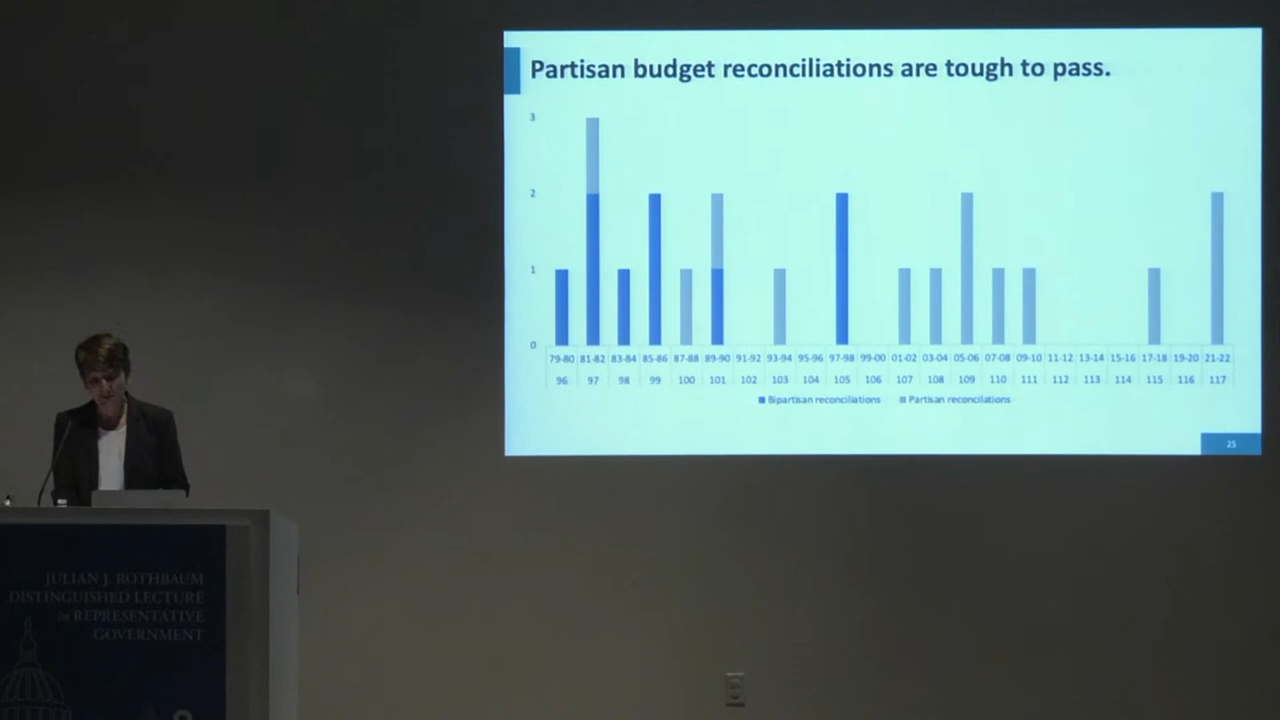 Partisan budget reconciliations are tough to pass.
3
2
1
0
79-80 81-82 83-84 85-86 87-88 89-90 91-92 93-94 95-96 97-98 99-00 01-02 03-04 05-06 07-08 09-10 11-12 13-14 15-16 17-18 19-20 21-22
96 97 98 99 100 101 102 103 104 105 106 107 108 109 110 111 112 113 114 115 116 117
Bipartisan reconciliations Partisan reconcilations
25
JULIAN J. ROTHBAUM
DISTINGUISHED LECTURE
in REPRESENTATIVE
GOVERNMENT